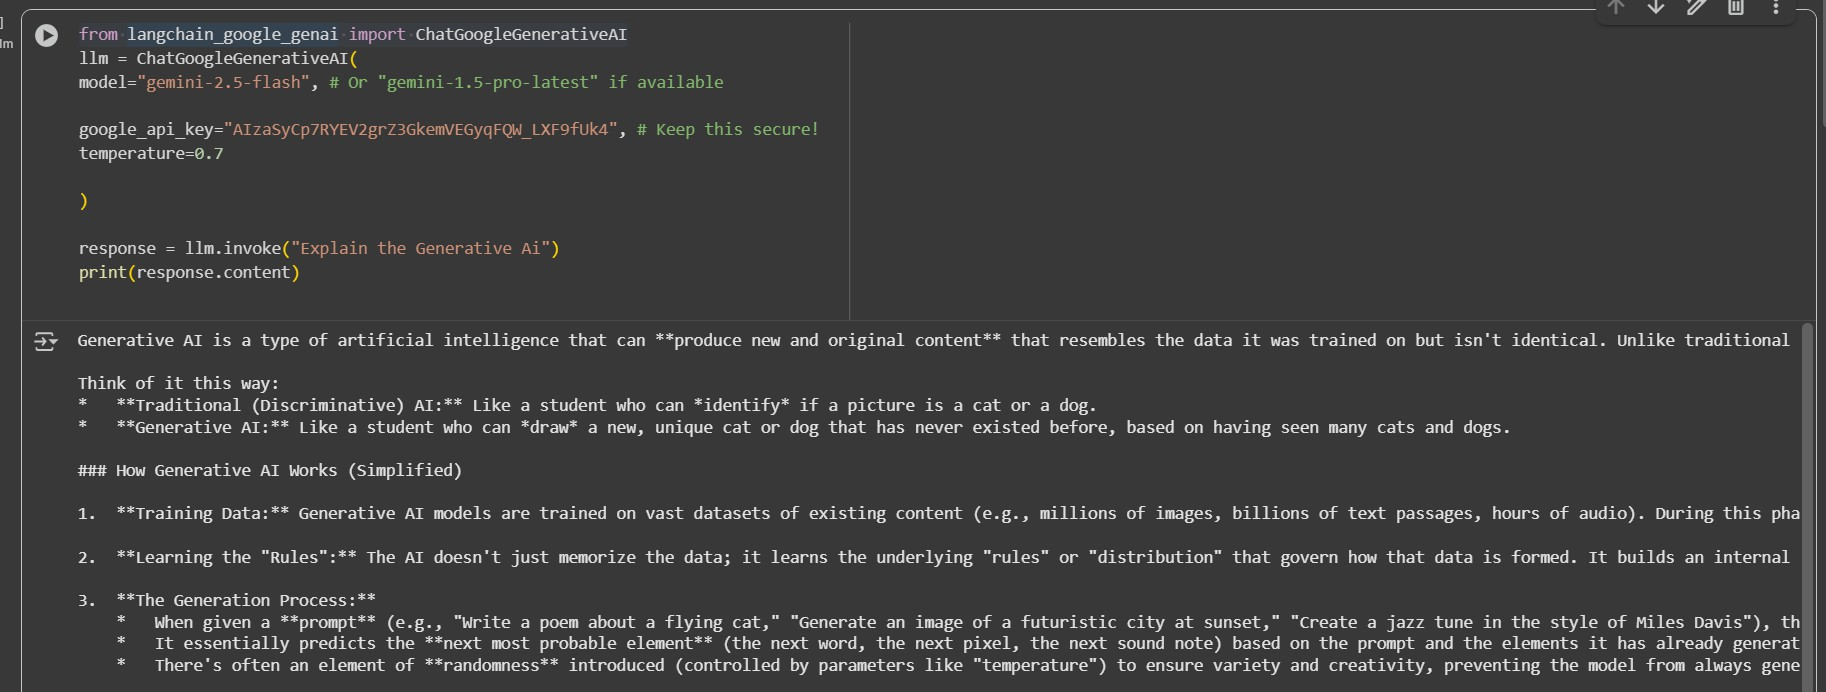 ]
lm
from langchain_google_genai import ChatGoogleGenerativeAI
llm = ChatGoogleGenerativeAI(
model="gemini-2.5-flash", # Or "gemini-1.5-pro-latest" if available
google_api_key="AIzaSyCp7RYEV2grZ3GkemVEGyqFQW_LXF9fUk4", # Keep this secure!
temperature=0.7
)
response = llm.invoke("Explain the Generative Ai")
print(response.content)
Generative AI is a type of artificial intelligence that can **produce new and original content** that resembles the data it was trained on but isn't identical. Unlike traditional
Think of it this way:
*   **Traditional (Discriminative) AI:** Like a student who can *identify* if a picture is a cat or a dog.
*   **Generative AI:** Like a student who can *draw* a new, unique cat or dog that has never existed before, based on having seen many cats and dogs.
### How Generative AI Works (Simplified)
1.  **Training Data:** Generative AI models are trained on vast datasets of existing content (e.g., millions of images, billions of text passages, hours of audio). During this pha
2.  **Learning the "Rules":** The AI doesn't just memorize the data; it learns the underlying "rules" or "distribution" that govern how that data is formed. It builds an internal
3.  **The Generation Process:**
*   When given a **prompt** (e.g., "Write a poem about a flying cat," "Generate an image of a futuristic city at sunset," "Create a jazz tune in the style of Miles Davis"), th
*   It essentially predicts the **next most probable element** (the next word, the next pixel, the next sound note) based on the prompt and the elements it has already generat
*   There's often an element of **randomness** introduced (controlled by parameters like "temperature") to ensure variety and creativity, preventing the model from always gene